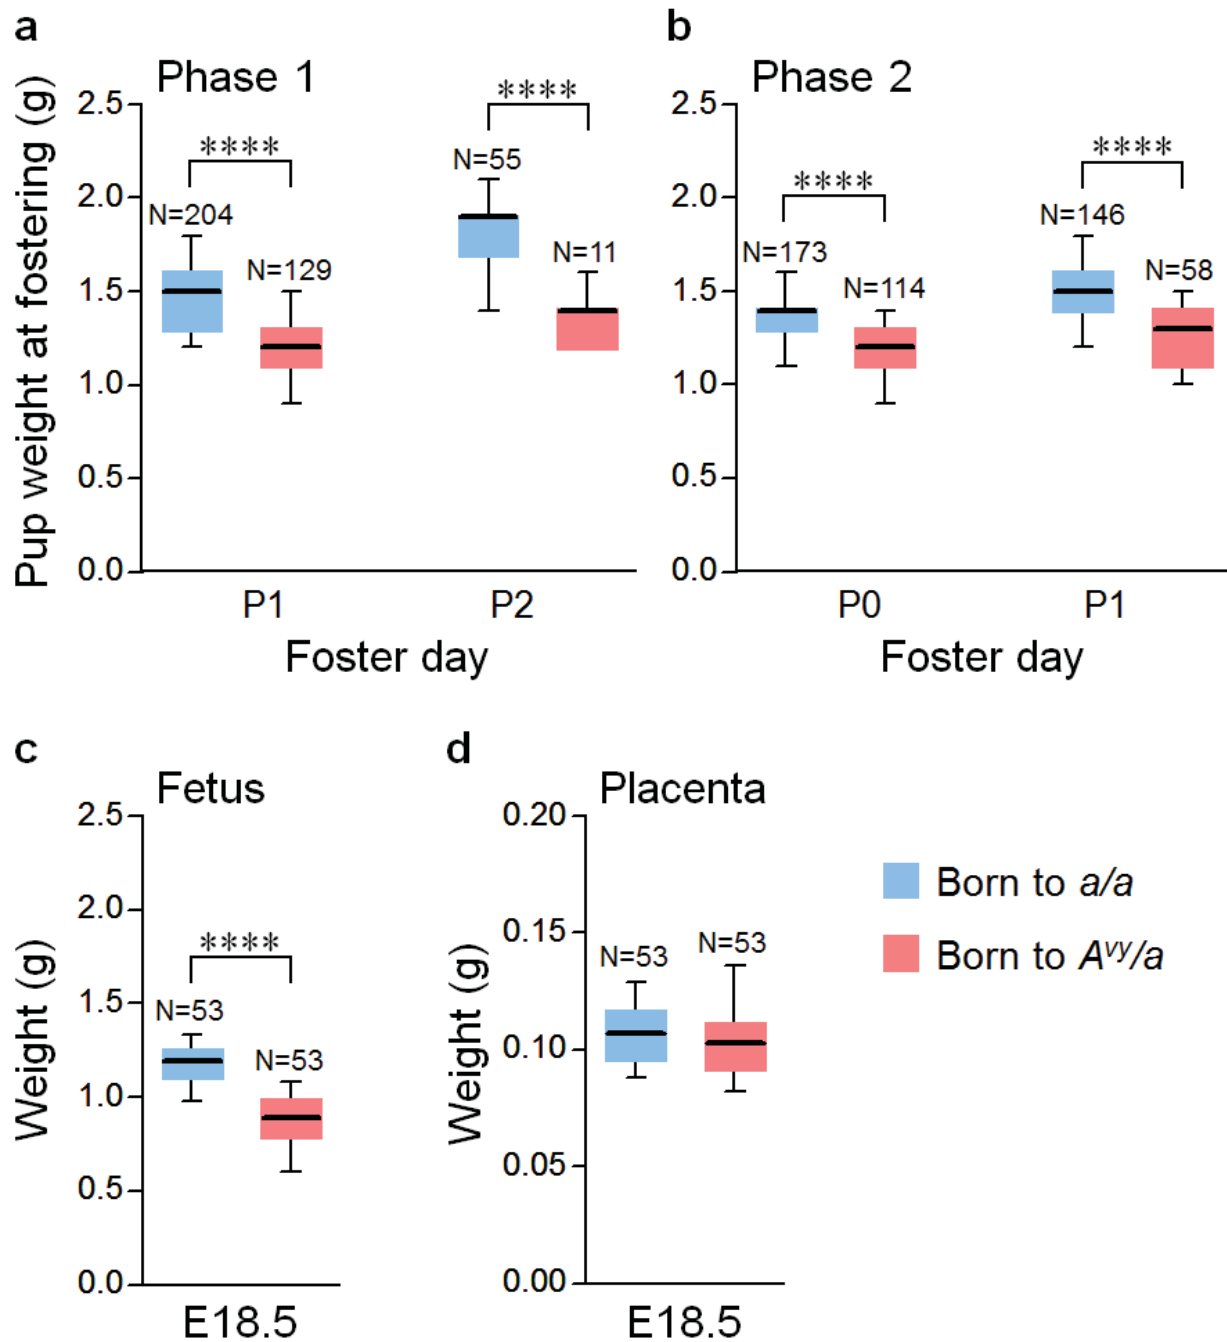 a
Phase 1
Pup weight at fostering (g)
2.5
2.0
1.5
1.0
0.5
0.0
****
N=204
N=129
****
N=55
N=11
P1
P2
Foster day
b
Phase 2
2.5
2.0
1.5
1.0
0.5
0.0
****
N=173
N=114
****
N=146
N=58
P0
P1
Foster day
c
Fetus
Weight (g)
2.5
2.0
1.5
1.0
0.5
0.0
****
N=53
N=53
E18.5
d
Placenta
Weight (g)
0.20
0.15
0.10
0.05
0.00
N=53
N=53
E18.5
Born to a/a
Born to Aᵛʸ/a